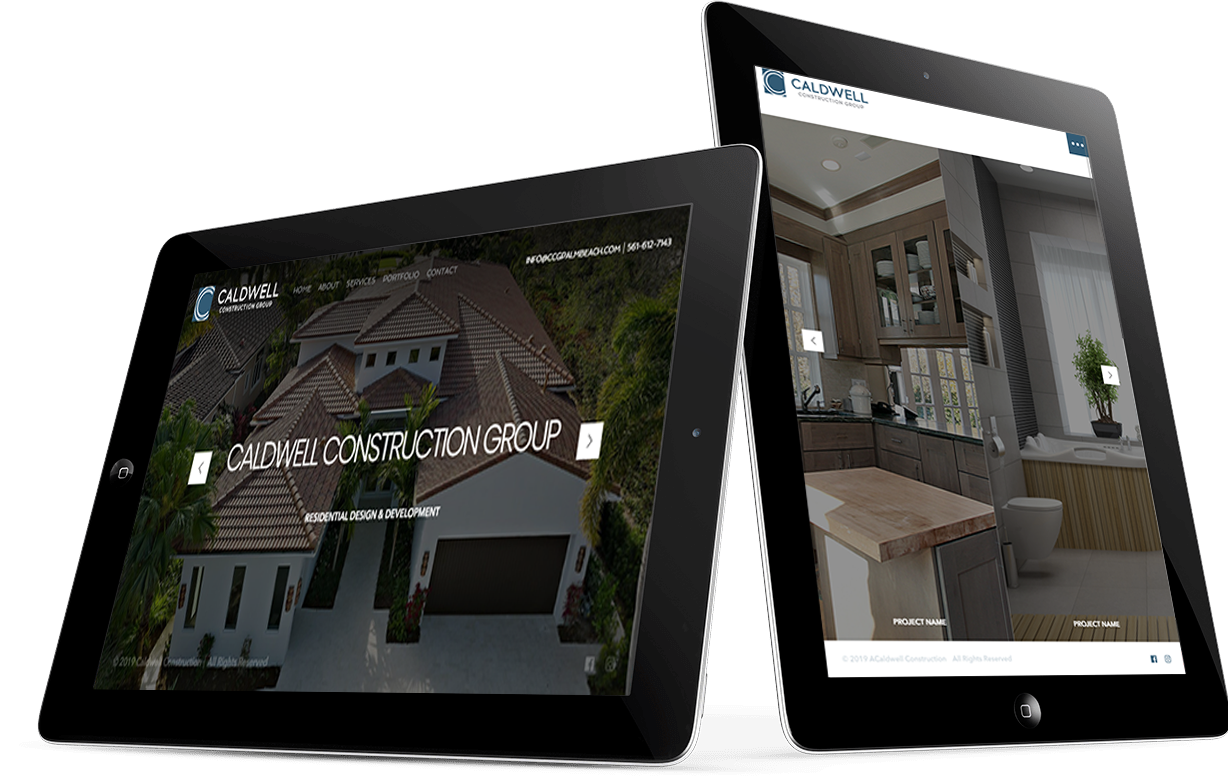 CALDWELL
CONSTRUCTION GROUP
HOME ABOUT SERVICES PORTFOLIO CONTACT
INFO@CCGPALMBEACH.COM | 561-612-7143
CALDWELL CONSTRUCTION GROUP
RESIDENTIAL DESIGN & DEVELOPMENT
© 2019 Caldwell Construction | All Rights Reserved
CALDWELL
CONSTRUCTION GROUP
PROJECT NAME
PROJECT NAME
© 2019 ACaldwell Construction All Rights Reserved